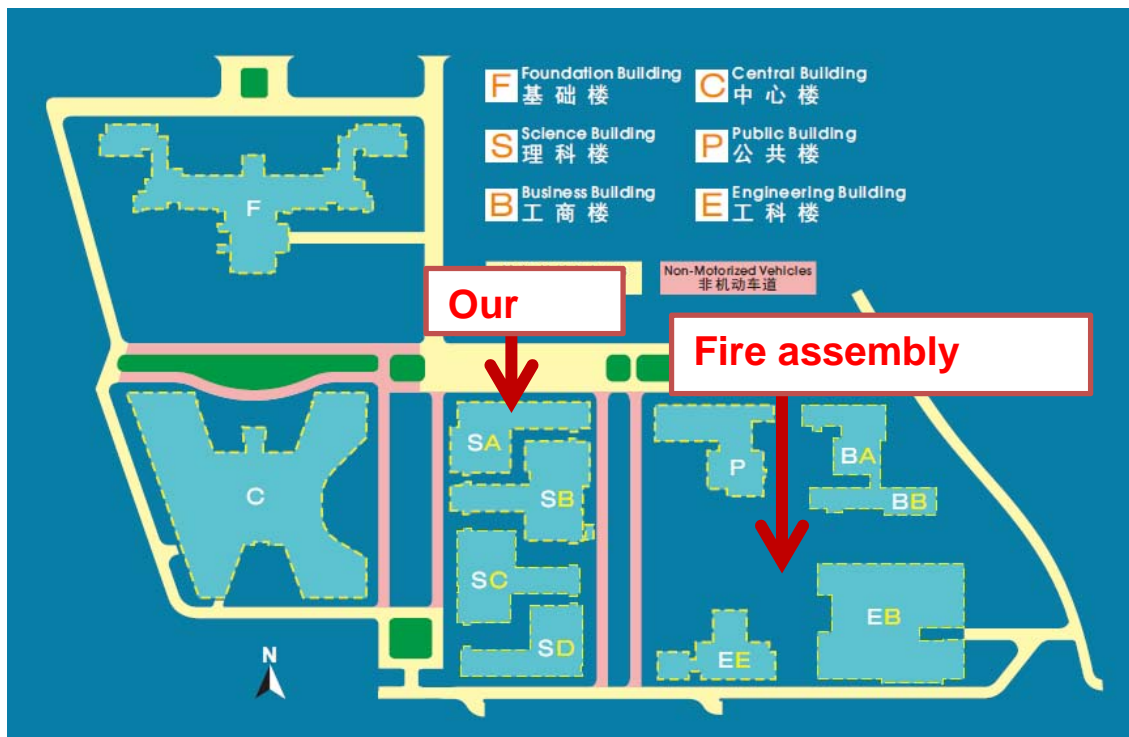 F Foundation Building
基础楼
C Central Building
中心楼
S Science Building
理科楼
P Public Building
公共楼
B Business Building
工商楼
E Engineering Building
工科楼
Non-Motorized Vehicles
非机动车道
Our
Fire assembly
F
C
SA
SB
SC
SD
P
BA
BB
EB
EE
N